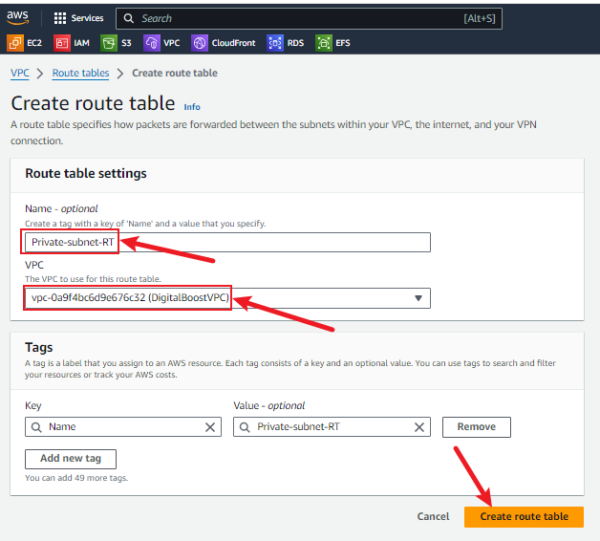 aws Services Search [Alt+S]
EC2 IAM S3 VPC CloudFront RDS EFS
VPC > Route tables > Create route table
Create route table Info
A route table specifies how packets are forwarded between the subnets within your VPC, the internet, and your VPN
connection.
Route table settings
Name - optional
Create a tag with a key of 'Name' and a value that you specify.
Private-subnet-RT
VPC
The VPC to use for this route table.
vpc-0a9f4bc6d9e676c32 (DigitalBoostVPC)
Tags
A tag is a label that you assign to an AWS resource. Each tag consists of a key and an optional value. You can use tags to search and filter
your resources or track your AWS costs.
Key Value - optional
Name Private-subnet-RT Remove
Add new tag
You can add 49 more tags.
Cancel Create route table